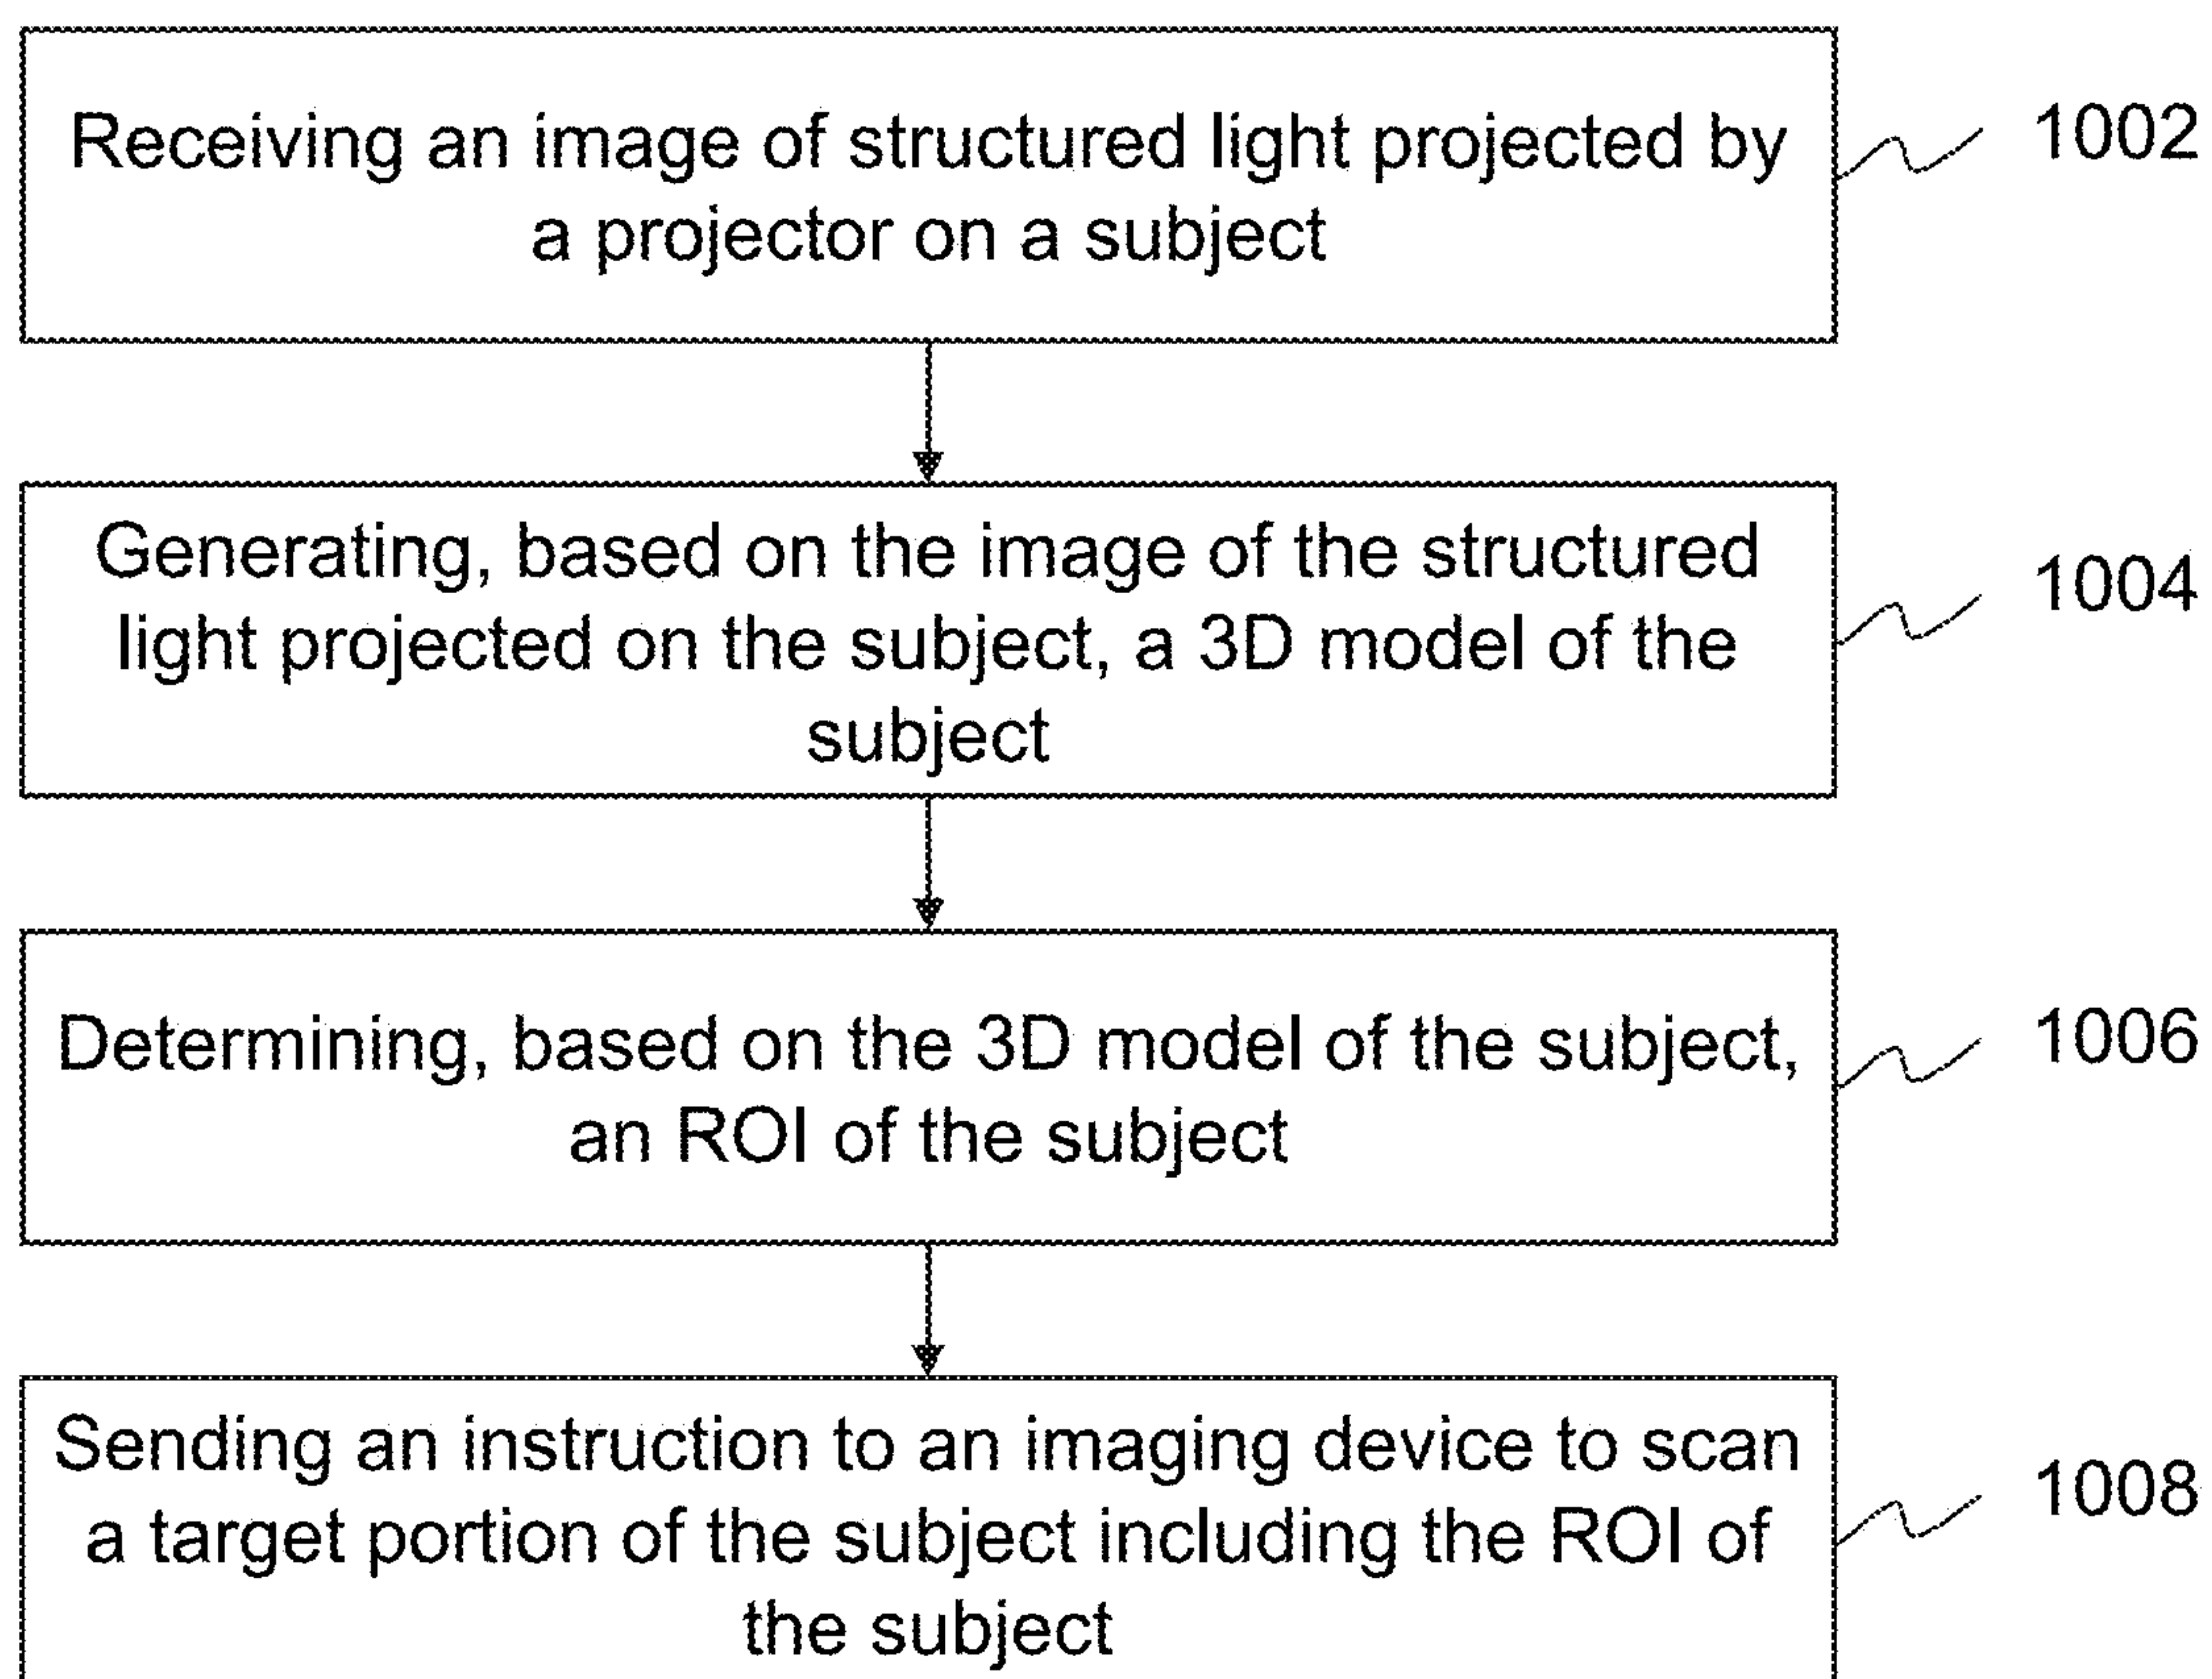 Receiving an image of structured light projected by
a projector on a subject
1002
Generating, based on the image of the structured
light projected on the subject, a 3D model of the
subject
1004
Determining, based on the 3D model of the subject,
an ROI of the subject
1006
Sending an instruction to an imaging device to scan
a target portion of the subject including the ROI of
the subject
1008